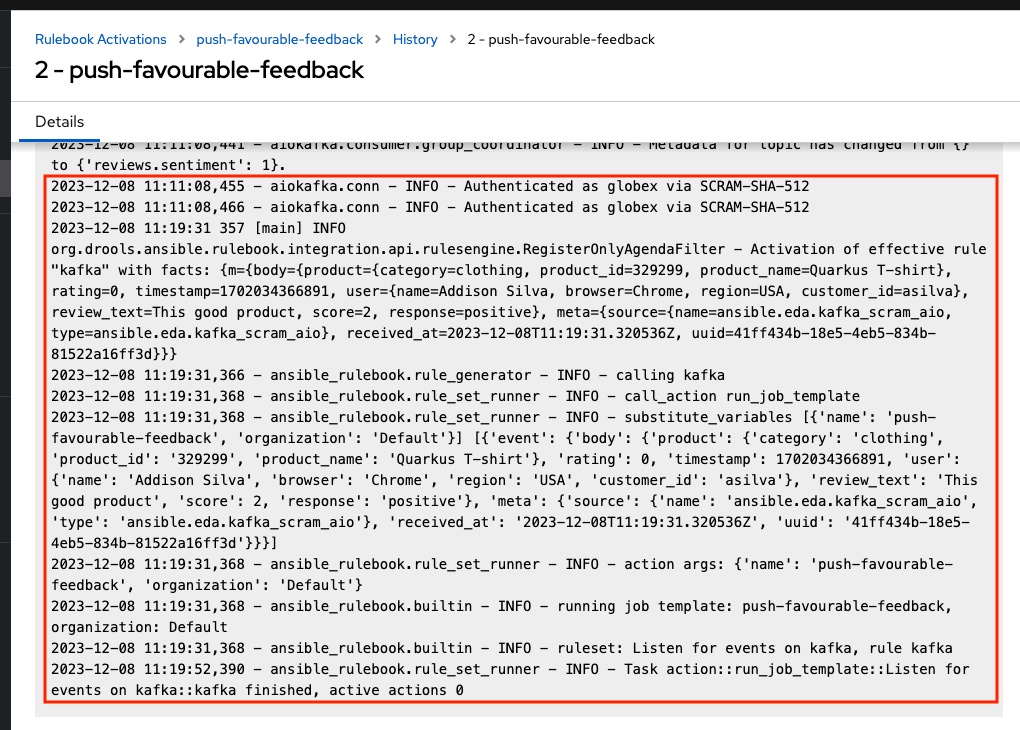 Rulebook Activations > push-favourable-feedback > History > 2 - push-favourable-feedback
2 - push-favourable-feedback
Details
2023-12-08 11:11:08,441 - aiokafka.consumer.group_coordinator - INFO - Metadata for topic has changed from {}
to {'reviews.sentiment': 1}.
2023-12-08 11:11:08,455 - aiokafka.conn - INFO - Authenticated as globex via SCRAM-SHA-512
2023-12-08 11:11:08,466 - aiokafka.conn - INFO - Authenticated as globex via SCRAM-SHA-512
2023-12-08 11:19:31 357 [main] INFO
org.drools.ansible.rulebook.integration.api.rulesengine.RegisterOnlyAgendaFilter - Activation of effective rule
"kafka" with facts: {m={body={product={category=clothing, product_id=329299, product_name=Quarkus T-shirt},
rating=0, timestamp=1702034366891, user={name=Addison Silva, browser=Chrome, region=USA, customer_id=asilva},
review_text=This good product, score=2, response=positive}, meta={source={name=ansible.eda.kafka_scram_aio,
type=ansible.eda.kafka_scram_aio}, received_at=2023-12-08T11:19:31.320536Z, uuid=41ff434b-18e5-4eb5-834b-
81522a16ff3d}}}
2023-12-08 11:19:31,366 - ansible_rulebook.rule_generator - INFO - calling kafka
2023-12-08 11:19:31,368 - ansible_rulebook.rule_set_runner - INFO - call_action run_job_template
2023-12-08 11:19:31,368 - ansible_rulebook.rule_set_runner - INFO - substitute_variables [{'name': 'push-
favourable-feedback', 'organization': 'Default'}] [{'event': {'body': {'product': {'category': 'clothing',
'product_id': '329299', 'product_name': 'Quarkus T-shirt'}, 'rating': 0, 'timestamp': 1702034366891, 'user':
{'name': 'Addison Silva', 'browser': 'Chrome', 'region': 'USA', 'customer_id': 'asilva'}, 'review_text': 'This
good product', 'score': 2, 'response': 'positive'}, 'meta': {'source': {'name': 'ansible.eda.kafka_scram_aio',
'type': 'ansible.eda.kafka_scram_aio'}, 'received_at': '2023-12-08T11:19:31.320536Z', 'uuid': '41ff434b-18e5-
4eb5-834b-81522a16ff3d'}}}]
2023-12-08 11:19:31,368 - ansible_rulebook.rule_set_runner - INFO - action args: {'name': 'push-favourable-
feedback', 'organization': 'Default'}
2023-12-08 11:19:31,368 - ansible_rulebook.builtin - INFO - running job template: push-favourable-feedback,
organization: Default
2023-12-08 11:19:31,368 - ansible_rulebook.builtin - INFO - ruleset: Listen for events on kafka, rule kafka
2023-12-08 11:19:52,390 - ansible_rulebook.rule_set_runner - INFO - Task action::run_job_template::Listen for
events on kafka::kafka finished, active actions 0